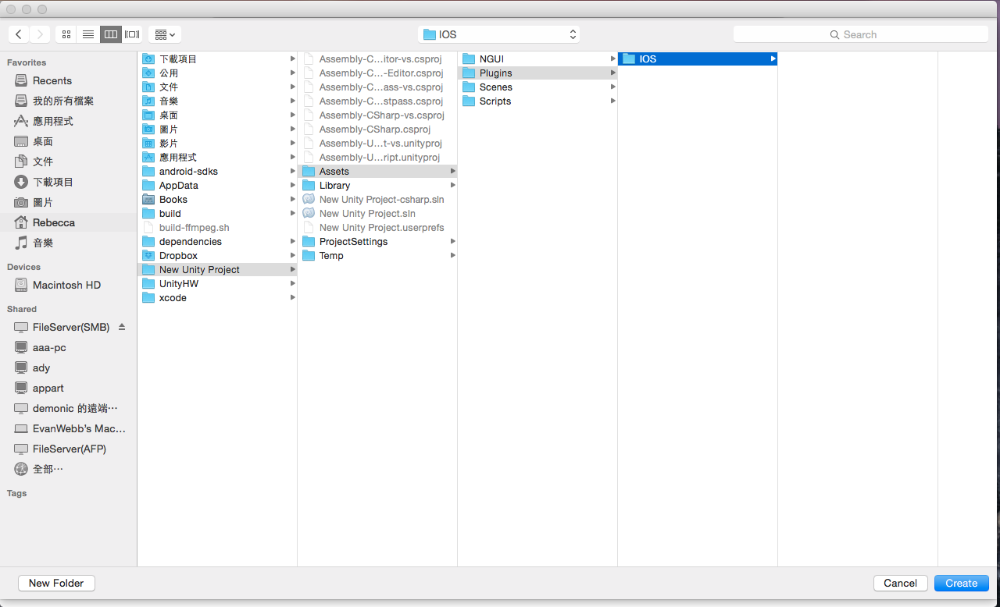 IOS
Search
Favorites
Recents
我的所有檔案
應用程式
桌面
文件
下載項目
圖片
Rebecca
音樂
Devices
Macintosh HD
Shared
FileServer(SMB)
aaa-pc
ady
appart
demonic 的遠端⋯
EvanWebb's Mac...
FileServer(AFP)
全部⋯
Tags
下載項目
公用
文件
音樂
桌面
圖片
影片
應用程式
android-sdks
AppData
Books
build
build-ffmpeg.sh
dependencies
Dropbox
New Unity Project
UnityHW
xcode
Assembly-C...itor-vs.csproj
Assembly-C...-Editor.csproj
Assembly-C...ass-vs.csproj
Assembly-C...stpass.csproj
Assembly-CSharp-vs.csproj
Assembly-CSharp.csproj
Assembly-U...t-vs.unityproj
Assembly-U...ript.unityproj
Assets
Library
New Unity Project-csharp.sln
New Unity Project.sln
New Unity Project.userprefs
ProjectSettings
Temp
NGUI
Plugins
Scenes
Scripts
IOS
New Folder
Cancel
Create